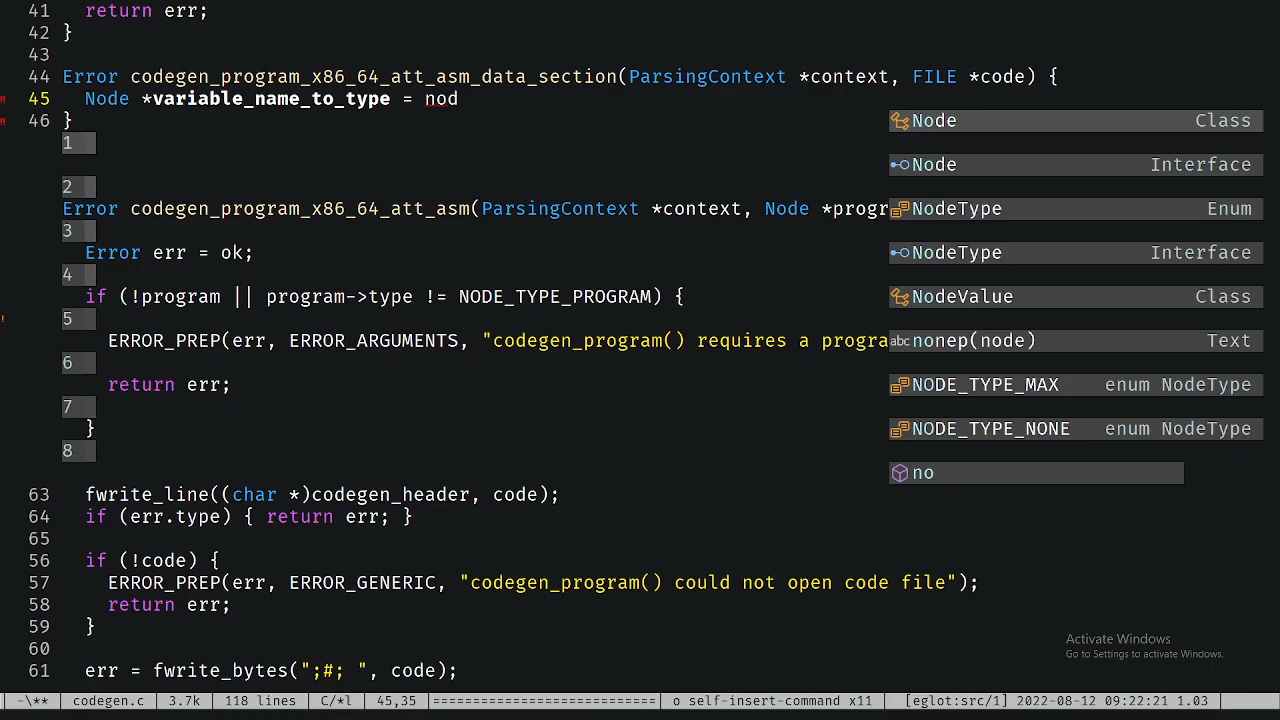 41 return err;
42 }
43
44 Error codegen_program_x86_64_att_asm_data_section(ParsingContext *context, FILE *code) {
45 Node *variable_name_to_type = nod
46 }
Node Class
1
Node Interface
2
Error codegen_program_x86_64_att_asm(ParsingContext *context, Node *progr
NodeType Enum
3
Error err = ok;
NodeType Interface
4
if (!program || program->type != NODE_TYPE_PROGRAM) {
NodeValue Class
5
ERROR_PREP(err, ERROR_ARGUMENTS, "codegen_program() requires a progra
abc nonep(node) Text
6
return err;
NODE_TYPE_MAX enum NodeType
7
}
NODE_TYPE_NONE enum NodeType
8
no
63 fwrite_line((char *)codegen_header, code);
64 if (err.type) { return err; }
65
56 if (!code) {
57 ERROR_PREP(err, ERROR_GENERIC, "codegen_program() could not open code file");
58 return err;
59 }
60
61 err = fwrite_bytes(";#; ", code);
Activate Windows
Go to Settings to activate Windows.
-\** codegen.c 3.7k 118 lines C/*l 45,35 ========================== o self-insert-command x11 [eglot:src/1] 2022-08-12 09:22:21 1.03